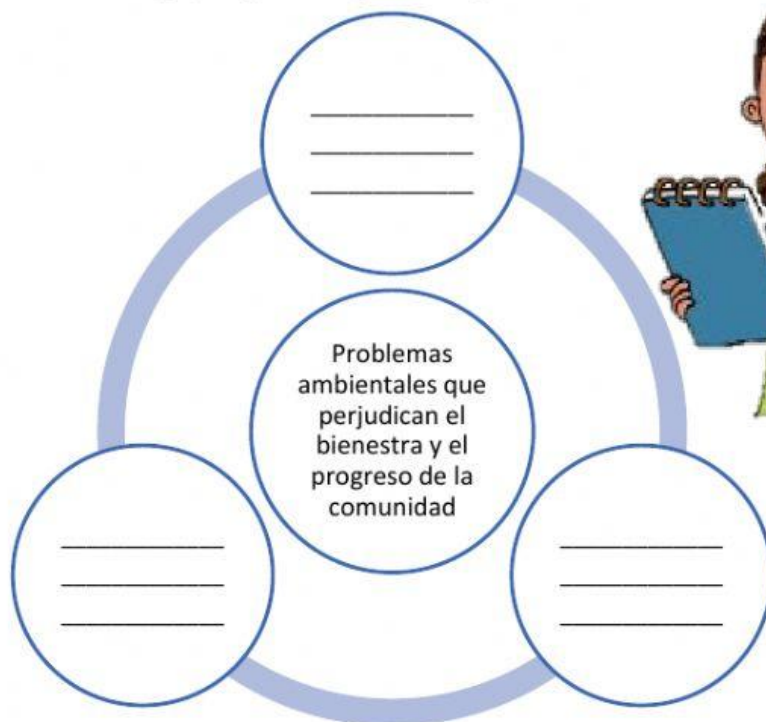 Problemas
ambientales que
perjudican el
bienestra y el
progreso de la
comunidad